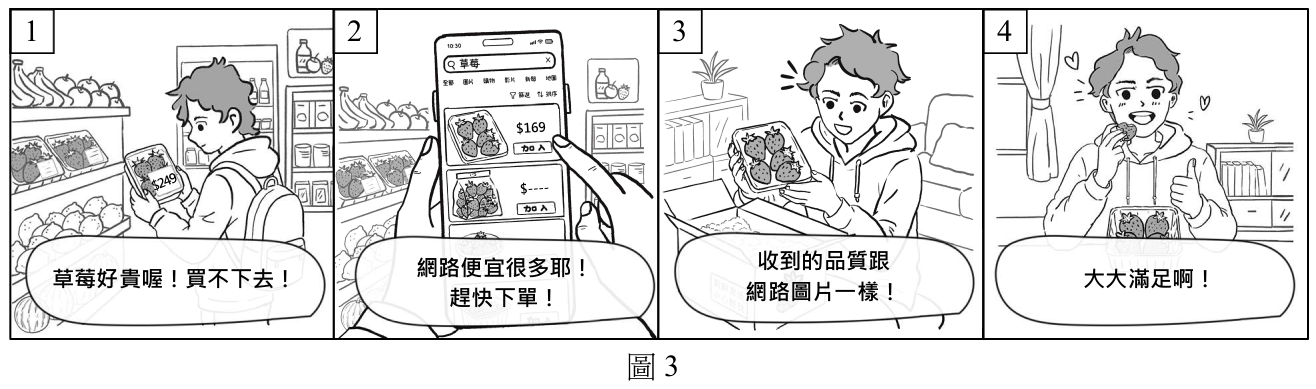 1
$249
草莓好貴喔！買不下去！
2
10:30
草莓 X
全部 圖片 購物 影片 新聞 地圖
篩選 排序
$169
加入
$----
加入
網路便宜很多耶！
趕快下單！
3
收到的品質跟
網路圖片一樣！
4
大大滿足啊！
圖 3